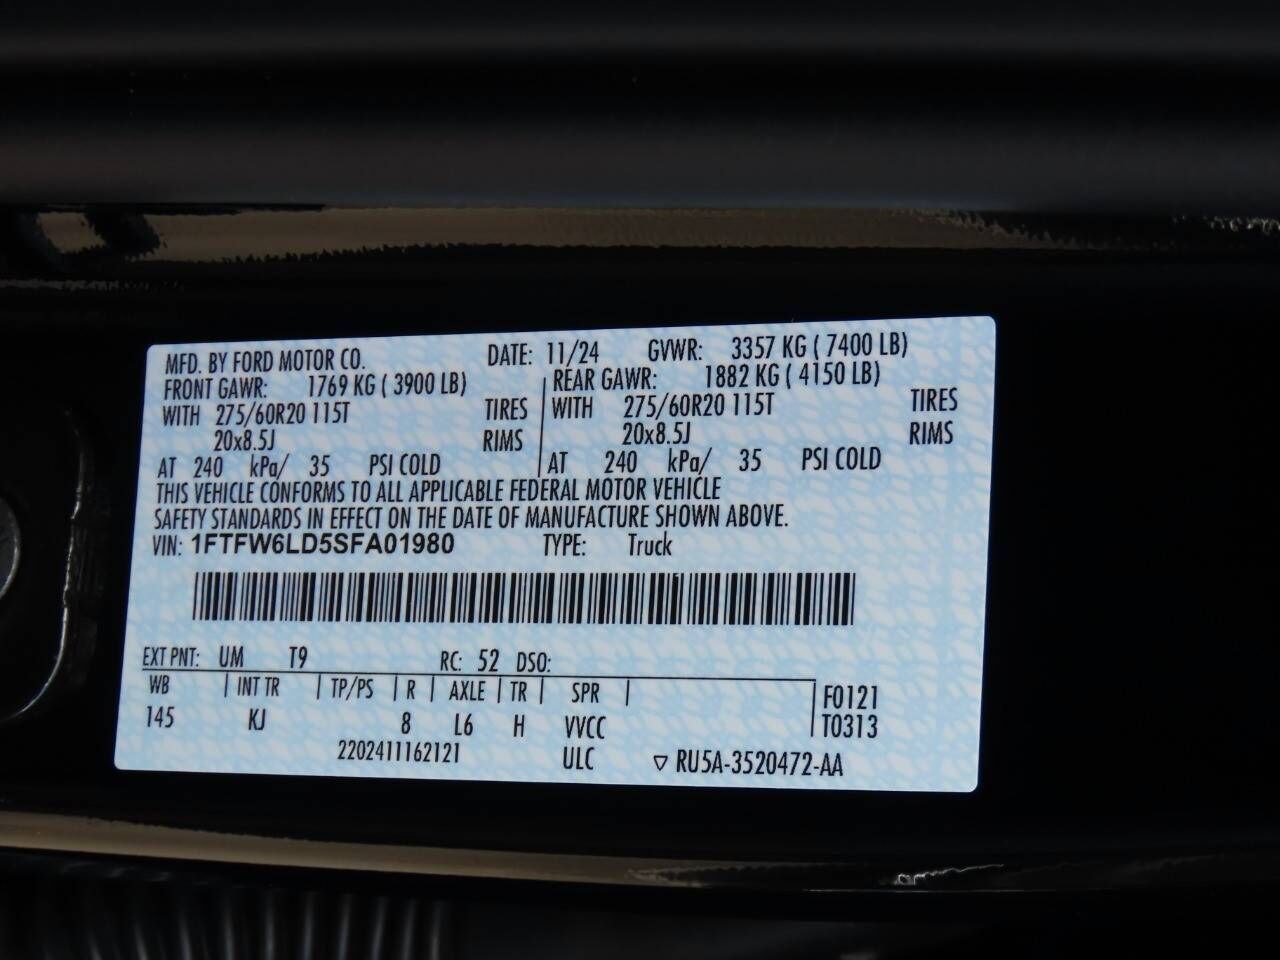 MFD. BY FORD MOTOR CO. DATE: 11/24 GVWR: 3357 KG ( 7400 LB)
FRONT GAWR: 1769 KG ( 3900 LB) REAR GAWR: 1882 KG ( 4150 LB)
WITH 275/60R20 115T TIRES WITH 275/60R20 115T TIRES
20x8.5J RIMS 20x8.5J RIMS
AT 240 kPa/ 35 PSI COLD AT 240 kPa/ 35 PSI COLD
THIS VEHICLE CONFORMS TO ALL APPLICABLE FEDERAL MOTOR VEHICLE
SAFETY STANDARDS IN EFFECT ON THE DATE OF MANUFACTURE SHOWN ABOVE.
VIN: 1FTFW6LD5SFA01980 TYPE: Truck
EXT PNT: UM T9 RC: 52 DSO:
WB INT TR TP/PS R AXLE TR SPR F0121
145 KJ 8 L6 H VVCC T0313
2202411162121 ULC ▽ RU5A-3520472-AA